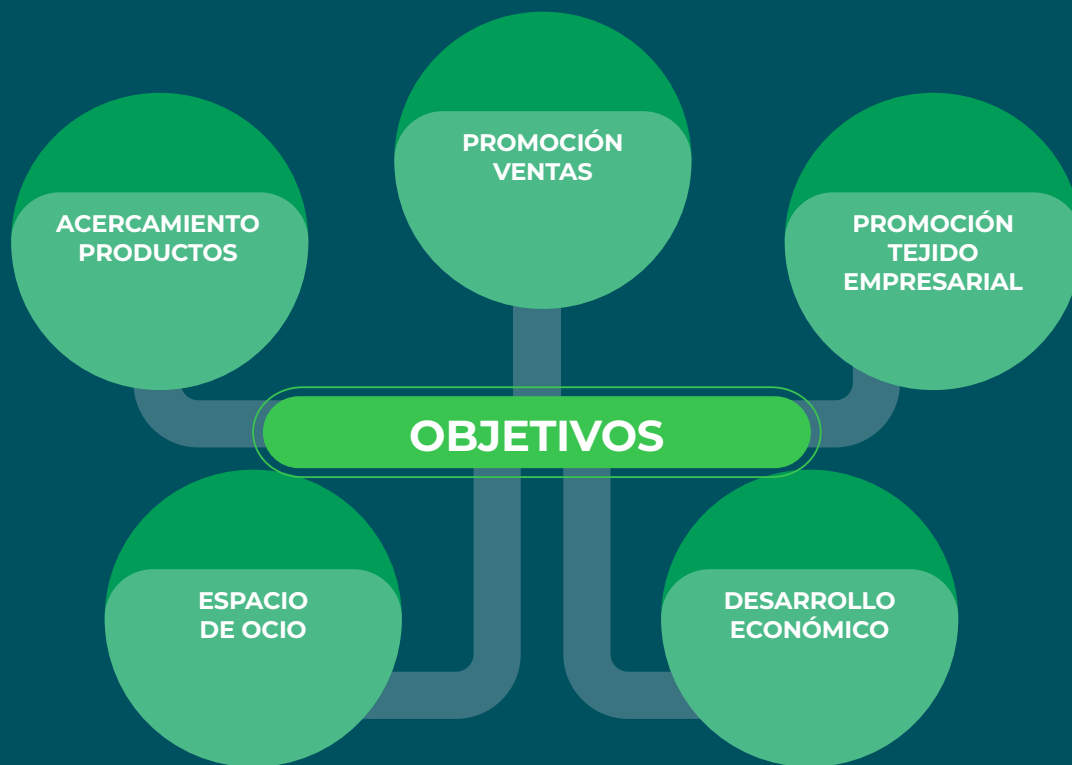 PROMOCIÓN
VENTAS
ACERCAMIENTO
PRODUCTOS
PROMOCIÓN
TEJIDO
EMPRESARIAL
OBJETIVOS
ESPACIO
DE OCIO
DESARROLLO
ECONÓMICO